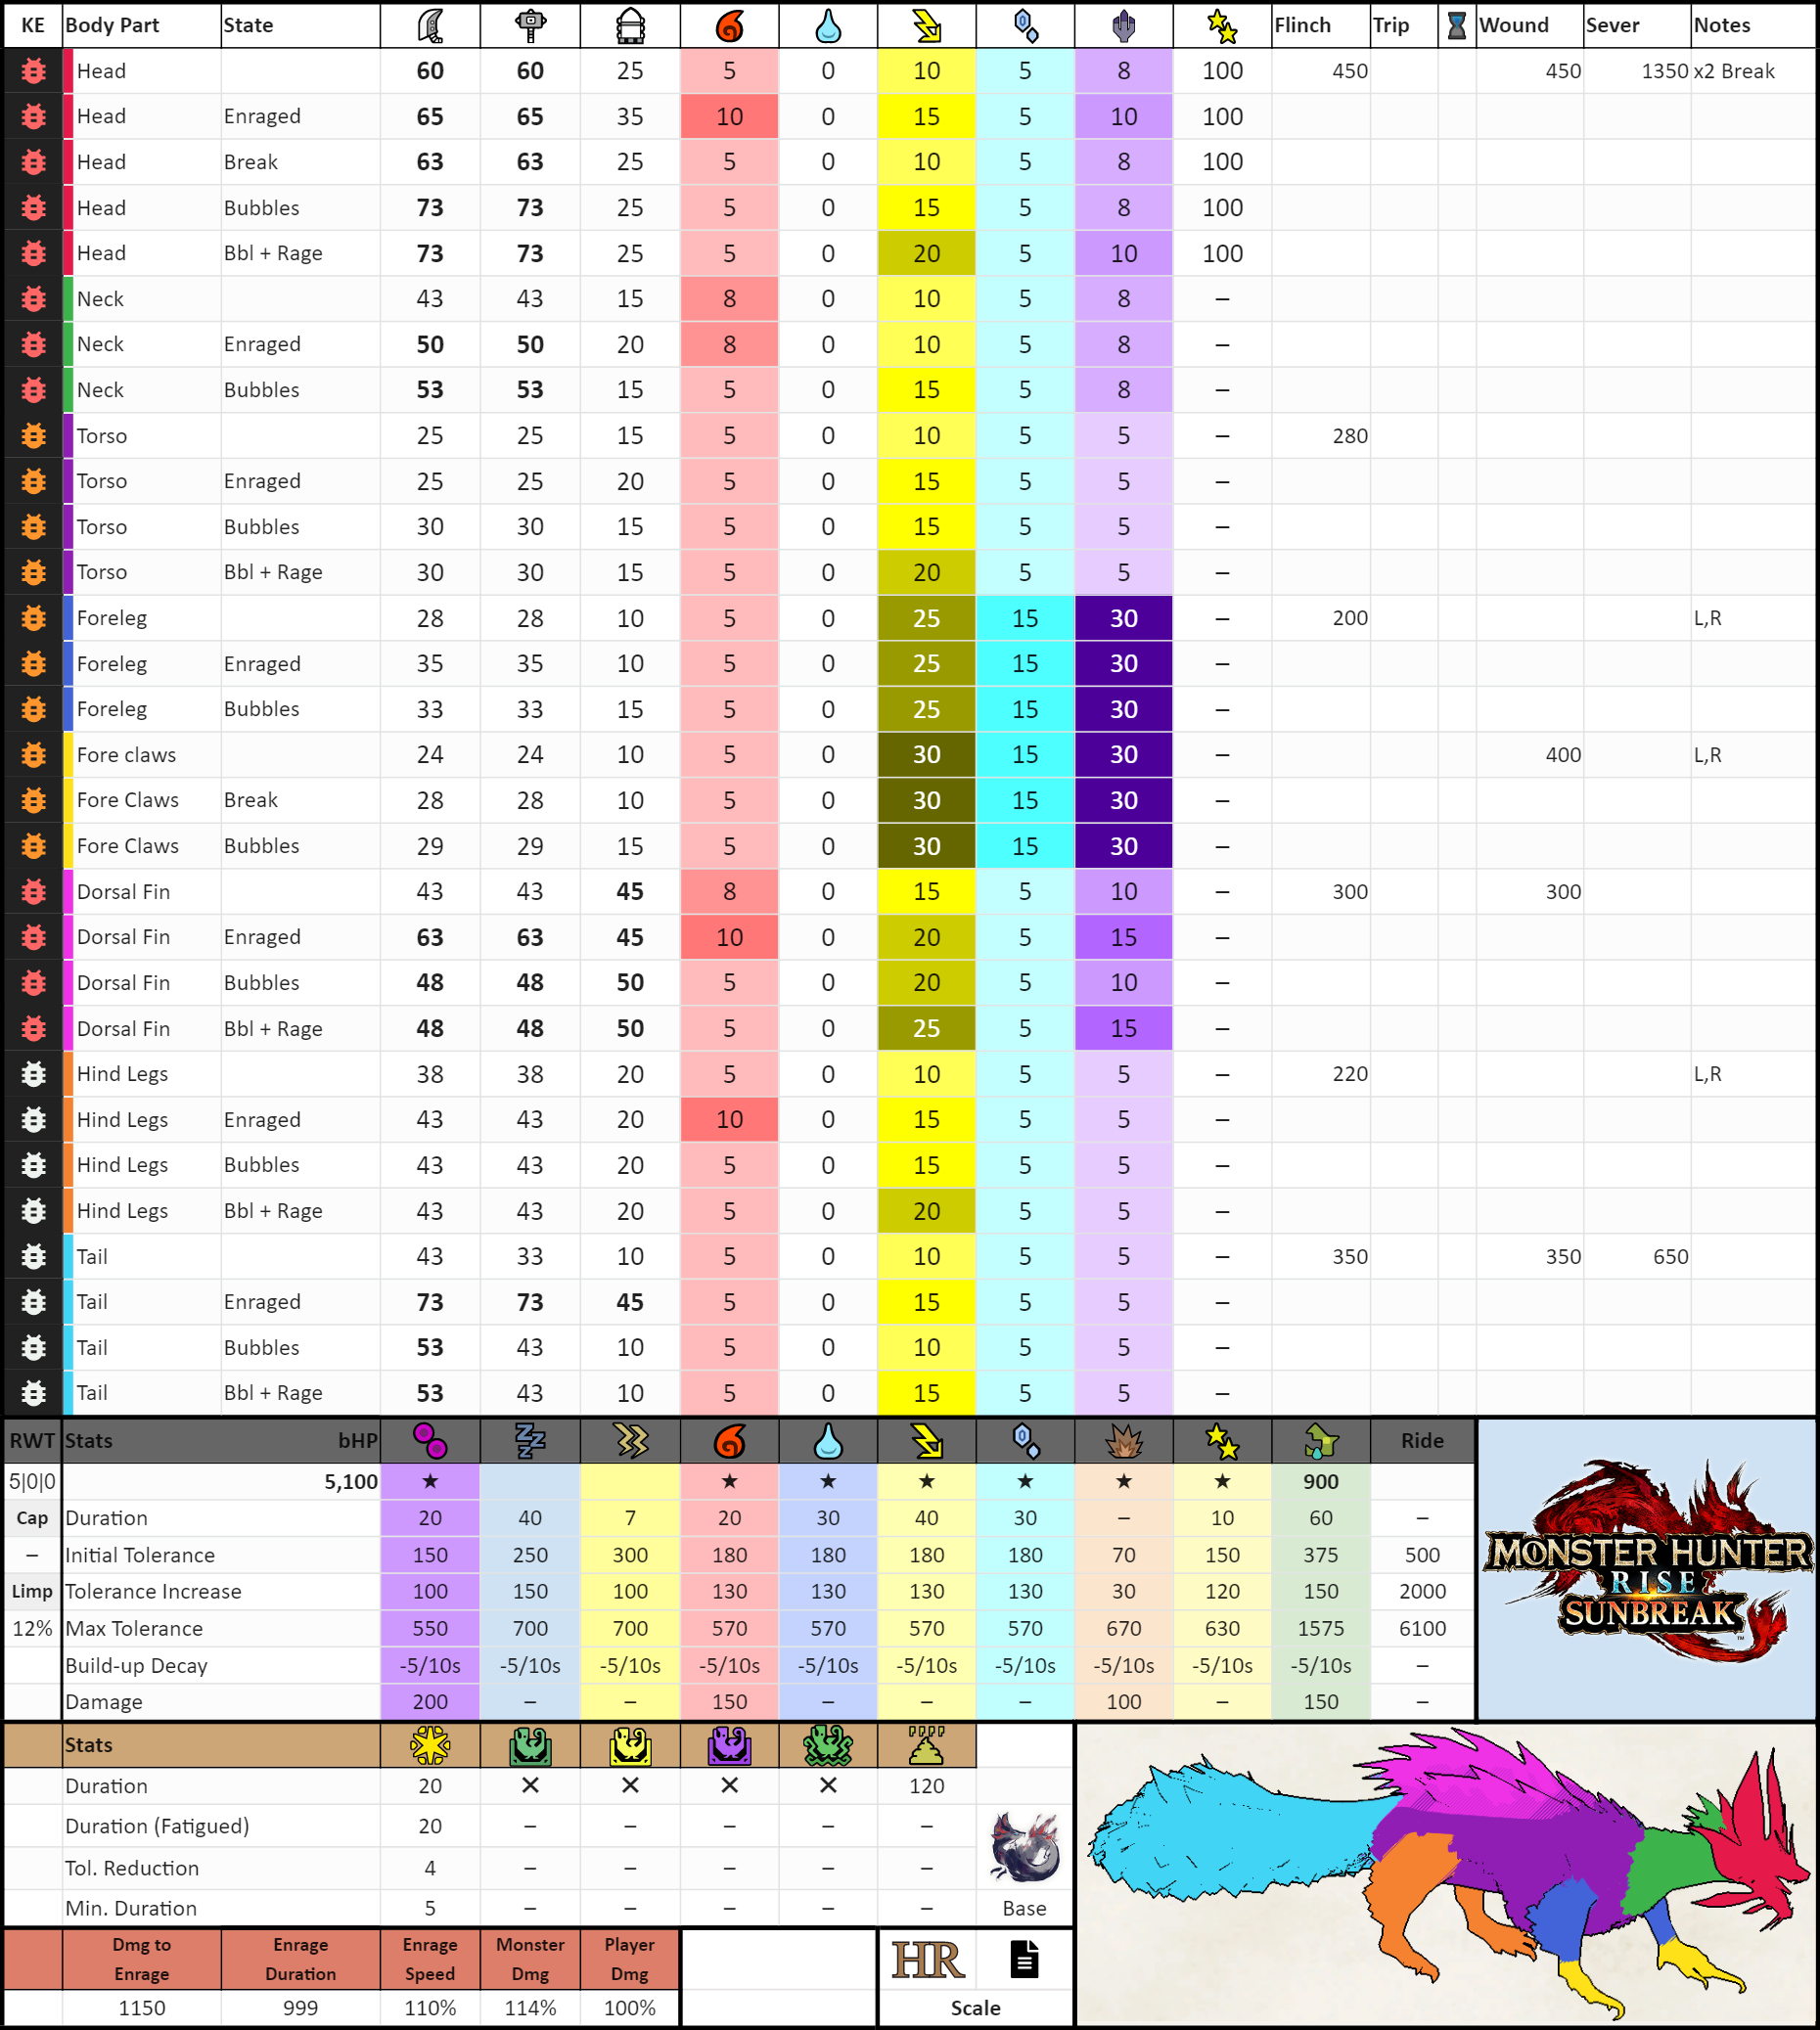 KE Body Part State Flinch Trip Wound Sever Notes
Head 60 60 25 5 0 10 5 8 100 450 450 1350 x2 Break
Head Enraged 65 65 35 10 0 15 5 10 100
Head Break 63 63 25 5 0 10 5 8 100
Head Bubbles 73 73 25 5 0 15 5 8 100
Head Bbl + Rage 73 73 25 5 0 20 5 10 100
Neck 43 43 15 8 0 10 5 8 –
Neck Enraged 50 50 20 8 0 10 5 8 –
Neck Bubbles 53 53 15 5 0 15 5 8 –
Torso 25 25 15 5 0 10 5 5 – 280
Torso Enraged 25 25 20 5 0 15 5 5 –
Torso Bubbles 30 30 15 5 0 15 5 5 –
Torso Bbl + Rage 30 30 15 5 0 20 5 5 –
Foreleg 28 28 10 5 0 25 15 30 – 200 L,R
Foreleg Enraged 35 35 10 5 0 25 15 30 –
Foreleg Bubbles 33 33 15 5 0 25 15 30 –
Fore claws 24 24 10 5 0 30 15 30 – 400 L,R
Fore Claws Break 28 28 10 5 0 30 15 30 –
Fore Claws Bubbles 29 29 15 5 0 30 15 30 –
Dorsal Fin 43 43 45 8 0 15 5 10 – 300 300
Dorsal Fin Enraged 63 63 45 10 0 20 5 15 –
Dorsal Fin Bubbles 48 48 50 5 0 20 5 10 –
Dorsal Fin Bbl + Rage 48 48 50 5 0 25 5 15 –
Hind Legs 38 38 20 5 0 10 5 5 – 220 L,R
Hind Legs Enraged 43 43 20 10 0 15 5 5 –
Hind Legs Bubbles 43 43 20 5 0 15 5 5 –
Hind Legs Bbl + Rage 43 43 20 5 0 20 5 5 –
Tail 43 33 10 5 0 10 5 5 – 350 350 650
Tail Enraged 73 73 45 5 0 15 5 5 –
Tail Bubbles 53 43 10 5 0 10 5 5 –
Tail Bbl + Rage 53 43 10 5 0 15 5 5 –
RWT Stats bHP Ride
5|0|0 5,100 ★ ★ ★ ★ ★ ★ ★ 900
Cap Duration 20 40 7 20 30 40 30 – 10 60 –
– Initial Tolerance 150 250 300 180 180 180 180 70 150 375 500
Limp Tolerance Increase 100 150 100 130 130 130 130 30 120 150 2000
12% Max Tolerance 550 700 700 570 570 570 570 670 630 1575 6100
Build-up Decay -5/10s -5/10s -5/10s -5/10s -5/10s -5/10s -5/10s -5/10s -5/10s -5/10s –
Damage 200 – – 150 – – – 100 – 150 –
MONSTER HUNTER
RISE
SUNBREAK™
Stats
Duration 20 ✕ ✕ ✕ ✕ 120
Duration (Fatigued) 20 – – – – –
Tol. Reduction 4 – – – – –
Min. Duration 5 – – – – – Base
Dmg to Enrage Enrage Monster Player
Enrage Duration Speed Dmg Dmg
HR
1150 999 110% 114% 100% Scale